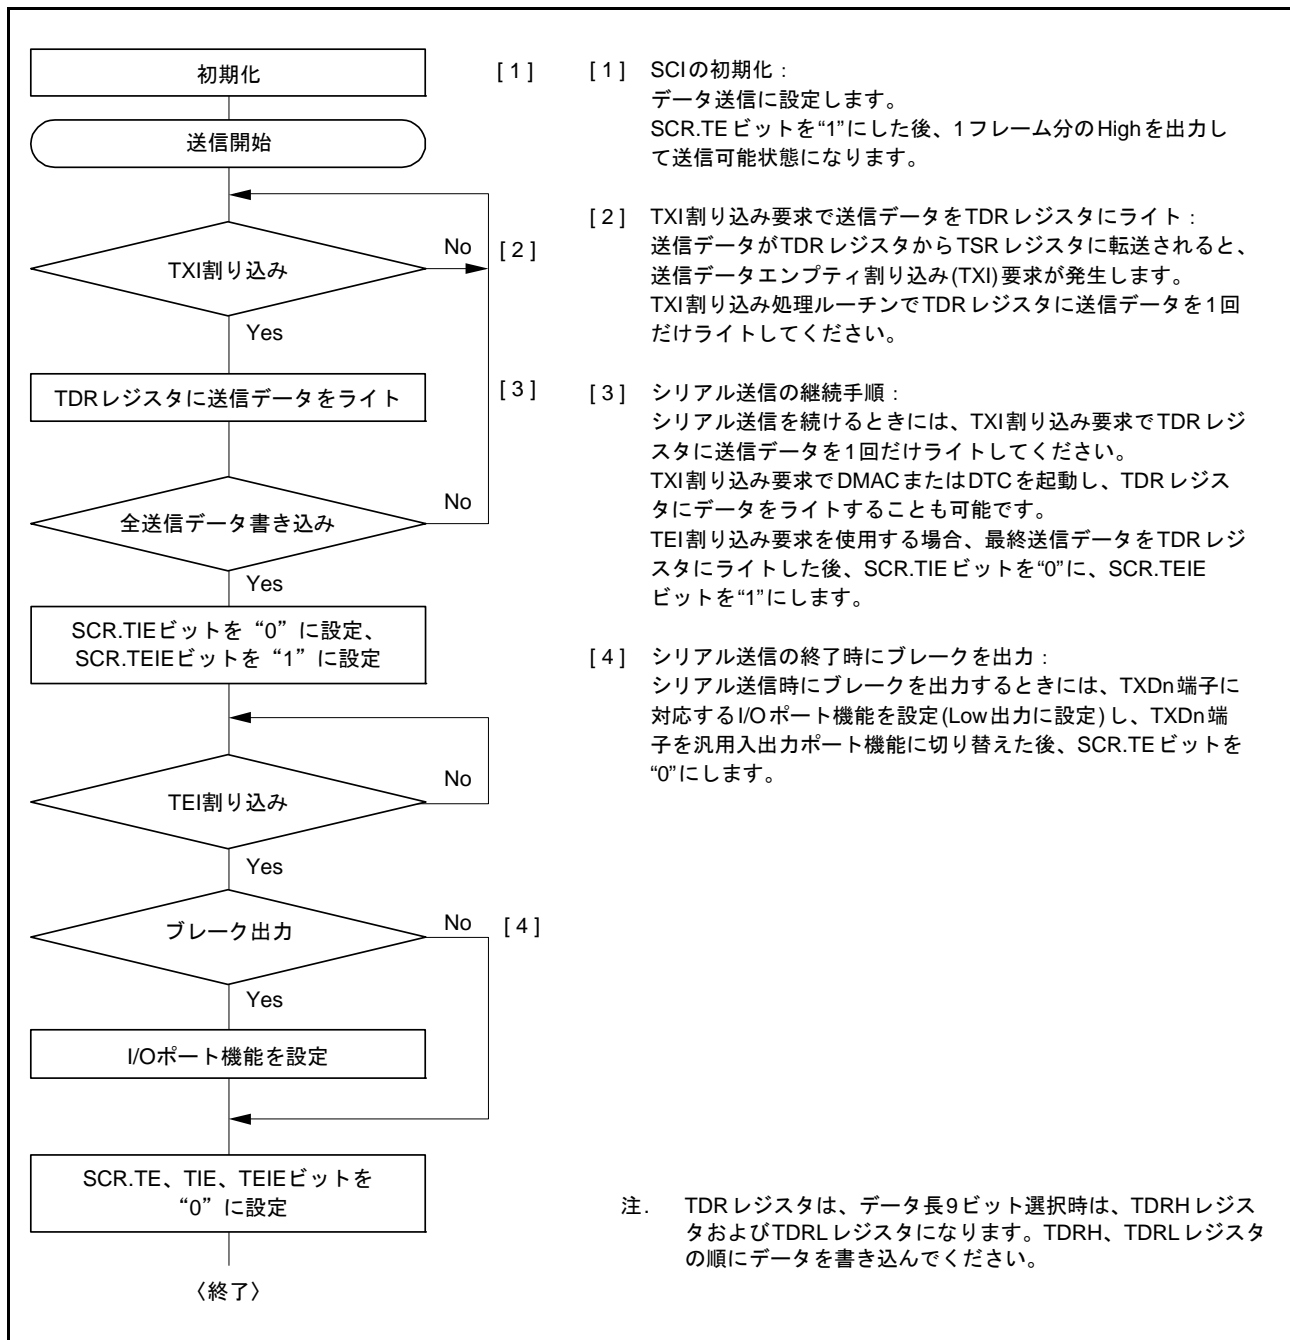 初期化
[ 1 ]
送信開始
TXI割り込み
No
[ 2 ]
Yes
TDRレジスタに送信データをライト
[ 3 ]
全送信データ書き込み
No
Yes
SCR.TIEビットを“0”に設定、
SCR.TEIEビットを“1”に設定
TEI割り込み
No
Yes
ブレーク出力
No
[ 4 ]
Yes
I/Oポート機能を設定
SCR.TE、TIE、TEIEビットを
“0”に設定
〈終了〉
[ 1 ] SCIの初期化：
データ送信に設定します。
SCR.TEビットを“1”にした後、1フレーム分のHighを出力し
て送信可能状態になります。
[ 2 ] TXI割り込み要求で送信データをTDRレジスタにライト：
送信データがTDRレジスタからTSRレジスタに転送されると、
送信データエンプティ割り込み(TXI)要求が発生します。
TXI割り込み処理ルーチンでTDRレジスタに送信データを1回
だけライトしてください。
[ 3 ] シリアル送信の継続手順：
シリアル送信を続けるときには、TXI割り込み要求でTDRレジ
スタに送信データを1回だけライトしてください。
TXI割り込み要求でDMACまたはDTCを起動し、TDRレジス
タにデータをライトすることも可能です。
TEI割り込み要求を使用する場合、最終送信データをTDRレジ
スタにライトした後、SCR.TIEビットを“0”に、SCR.TEIE
ビットを“1”にします。
[ 4 ] シリアル送信の終了時にブレークを出力：
シリアル送信時にブレークを出力するときには、TXDn端子に
対応するI/Oポート機能を設定(Low出力に設定)し、TXDn端
子を汎用入出力ポート機能に切り替えた後、SCR.TEビットを
“0”にします。
注. TDRレジスタは、データ長9ビット選択時は、TDRHレジス
タおよびTDRLレジスタになります。TDRH、TDRLレジスタ
の順にデータを書き込んでください。